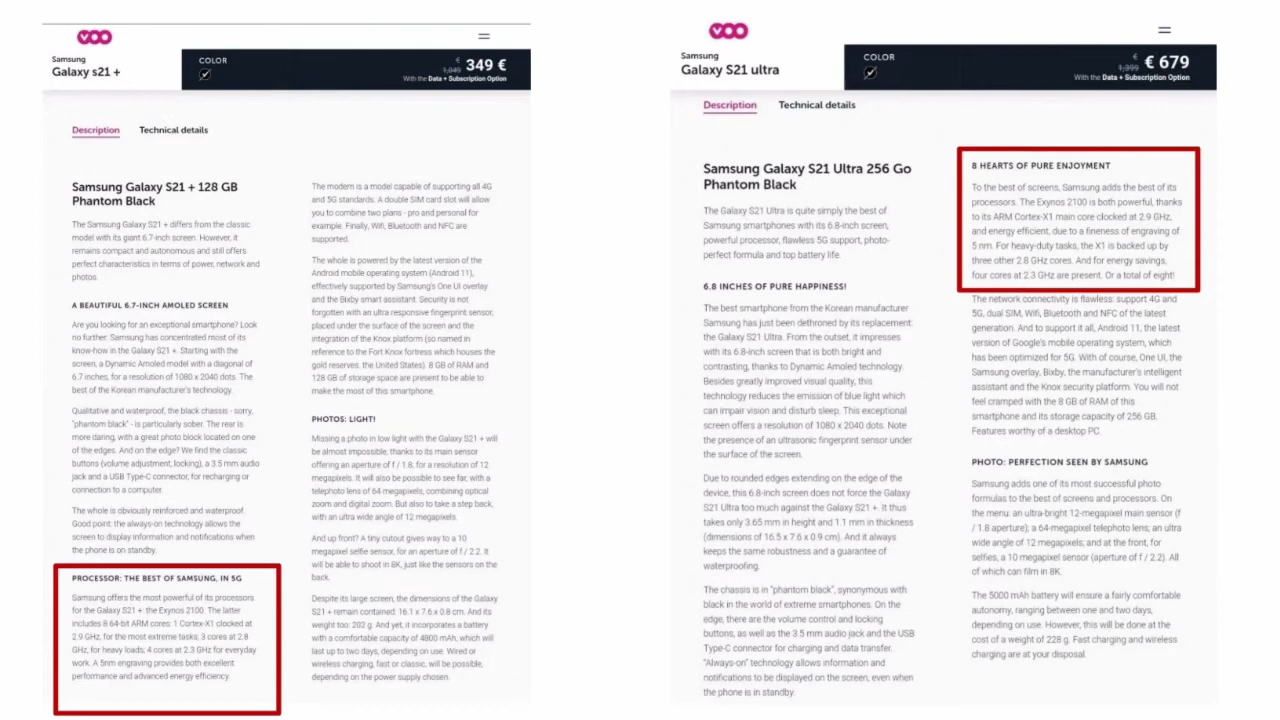 VOO
Samsung
Galaxy s21 +
COLOR
€
1,049 349 €
With the Data + Subscription Option
Description Technical details
Samsung Galaxy S21 + 128 GB
Phantom Black
The Samsung Galaxy S21 + differs from the classic
model with its giant 6.7-inch screen. However, it
remains compact and autonomous and still offers
perfect characteristics in terms of power, network and
photos.
A BEAUTIFUL 6.7-INCH AMOLED SCREEN
Are you looking for an exceptional smartphone? Look
no further: Samsung has concentrated most of its
know-how in the Galaxy S21 +. Starting with the
screen, a Dynamic Amoled model with a diagonal of
6.7 inches, for a resolution of 1080 x 2040 dots. The
best of the Korean manufacturer's technology.
Qualitative and waterproof, the black chassis - sorry,
"phantom black" - is particularly sober. The rear is
more daring, with a great photo block located on one
of the edges. And on the edge? We find the classic
buttons (volume adjustment, locking), a 3.5 mm audio
jack and a USB Type-C connector, for recharging or
connection to a computer.
The whole is obviously reinforced and waterproof.
Good point: the always-on technology allows the
screen to display information and notifications when
the phone is on standby.
PROCESSOR: THE BEST OF SAMSUNG, IN 5G
Samsung offers the most powerful of its processors
for the Galaxy S21 +: the Exynos 2100. The latter
includes 8 64-bit ARM cores: 1 Cortex-X1 clocked at
2.9 GHz, for the most extreme tasks; 3 cores at 2.8
GHz, for heavy loads; 4 cores at 2.3 GHz for everyday
work. A 5nm engraving provides both excellent
performance and advanced energy efficiency.
The modem is a model capable of supporting all 4G
and 5G standards. A double SIM card slot will allow
you to combine two plans - pro and personal for
example. Finally, Wifi, Bluetooth and NFC are
supported.
The whole is powered by the latest version of the
Android mobile operating system (Android 11),
effectively supported by Samsung's One UI overlay
and the Bixby smart assistant. Security is not
forgotten with an ultra responsive fingerprint sensor,
placed under the surface of the screen and the
integration of the Knox platform (so named in
reference to the Fort Knox fortress which houses the
gold reserves. the United States). 8 GB of RAM and
128 GB of storage space are present to be able to
make the most of this smartphone.
PHOTOS: LIGHT!
Missing a photo in low light with the Galaxy S21 + will
be almost impossible, thanks to its main sensor
offering an aperture of f / 1.8, for a resolution of 12
megapixels. It will also be possible to see far, with a
telephoto lens of 64 megapixels, combining optical
zoom and digital zoom. But also to take a step back,
with an ultra wide angle of 12 megapixels.
And up front? A tiny cutout gives way to a 10
megapixel selfie sensor, for an aperture of f / 2.2. It
will be able to shoot in 8K, just like the sensors on the
back.
Despite its large screen, the dimensions of the Galaxy
S21 + remain contained: 16.1 x 7.6 x 0.8 cm. And its
weight too: 202 g. And yet, it incorporates a battery
with a comfortable capacity of 4800 mAh, which will
last up to two days, depending on use. Wired or
wireless charging, fast or classic, will be possible,
depending on the power supply chosen.
VOO
Samsung
Galaxy S21 ultra
COLOR
€
1,399 € 679
With the Data + Subscription Option
Description Technical details
Samsung Galaxy S21 Ultra 256 Go
Phantom Black
The Galaxy S21 Ultra is quite simply the best of
Samsung smartphones with its 6.8-inch screen,
powerful processor, flawless 5G support, photo-
perfect formula and top battery life.
6.8 INCHES OF PURE HAPPINESS!
The best smartphone from the Korean manufacturer
Samsung has just been dethroned by its replacement:
the Galaxy S21 Ultra. From the outset, it impresses
with its 6.8-inch screen that is both bright and
contrasting, thanks to Dynamic Amoled technology.
Besides greatly improved visual quality, this
technology reduces the emission of blue light which
can impair vision and disturb sleep. This exceptional
screen offers a resolution of 1080 x 2040 dots. Note
the presence of an ultrasonic fingerprint sensor under
the surface of the screen.
Due to rounded edges extending on the edge of the
device, this 6.8-inch screen does not force the Galaxy
S21 Ultra too much against the Galaxy S21 +. It thus
takes only 3.65 mm in height and 1.1 mm in thickness
(dimensions of 16.5 x 7.6 x 0.9 cm). And it always
keeps the same robustness and a guarantee of
waterproofing.
The chassis is in "phantom black", synonymous with
black in the world of extreme smartphones. On the
edge, there are the volume control and locking
buttons, as well as the 3.5 mm audio jack and the USB
Type-C connector for charging and data transfer.
"Always-on" technology allows information and
notifications to be displayed on the screen, even when
the phone is in standby.
8 HEARTS OF PURE ENJOYMENT
To the best of screens, Samsung adds the best of its
processors. The Exynos 2100 is both powerful, thanks
to its ARM Cortex-X1 main core clocked at 2.9 GHz,
and energy efficient, due to a fineness of engraving of
5 nm. For heavy-duty tasks, the X1 is backed up by
three other 2.8 GHz cores. And for energy savings,
four cores at 2.3 GHz are present. Or a total of eight!
The network connectivity is flawless: support 4G and
5G, dual SIM, Wifi, Bluetooth and NFC of the latest
generation. And to support it all, Android 11, the latest
version of Google's mobile operating system, which
has been optimized for 5G. With of course, One UI, the
Samsung overlay, Bixby, the manufacturer's intelligent
assistant and the Knox security platform. You will not
feel cramped with the 8 GB of RAM of this
smartphone and its storage capacity of 256 GB.
Features worthy of a desktop PC.
PHOTO: PERFECTION SEEN BY SAMSUNG
Samsung adds one of its most successful photo
formulas to the best of screens and processors. On
the menu: an ultra-bright 12-megapixel main sensor (f
/ 1.8 aperture); a 64-megapixel telephoto lens; an ultra
wide angle of 12 megapixels; and at the front, for
selfies, a 10 megapixel sensor (aperture of f / 2.2). All
of which can film in 8K.
The 5000 mAh battery will ensure a fairly comfortable
autonomy, ranging between one and two days,
depending on use. However, this will be done at the
cost of a weight of 228 g. Fast charging and wireless
charging are at your disposal.